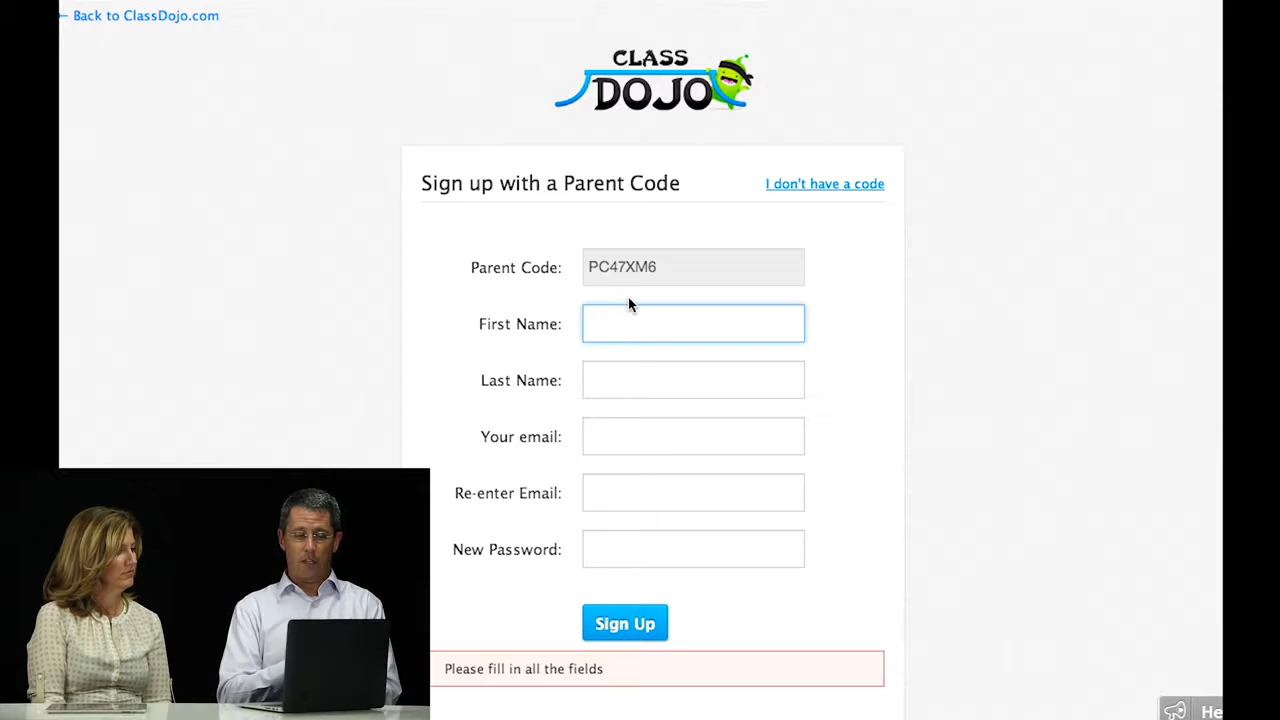 ← Back to ClassDojo.com
CLASS
DOJO
Sign up with a Parent Code
I don't have a code
Parent Code: PC47XM6
First Name:
Last Name:
Your email:
Re-enter Email:
New Password:
Sign Up
Please fill in all the fields
He